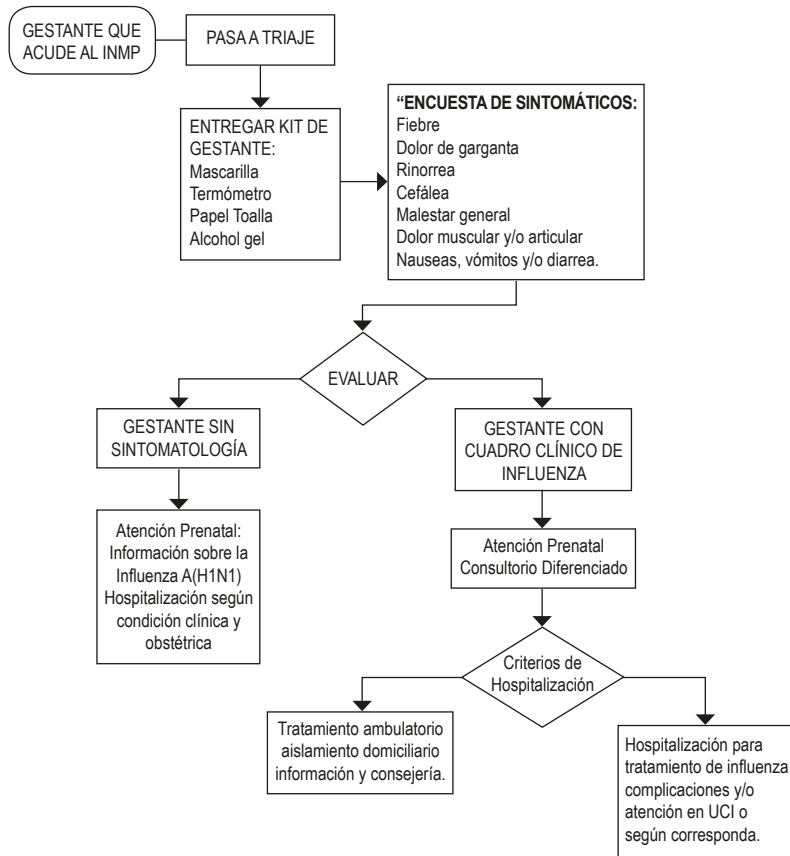 GESTANTE QUE
ACUDE AL INMP
PASA A TRIAJE
ENTREGAR KIT DE
GESTANTE:
Mascarilla
Termómetro
Papel Toalla
Alcohol gel
“ENCUESTA DE SINTOMÁTICOS:
Fiebre
Dolor de garganta
Rinorrea
Cefálea
Malestar general
Dolor muscular y/o articular
Nauseas, vómitos y/o diarrea.
EVALUAR
GESTANTE SIN
SINTOMATOLOGÍA
GESTANTE CON
CUADRO CLÍNICO DE
INFLUENZA
Atención Prenatal:
Información sobre la
Influenza A(H1N1)
Hospitalización según
condición clínica y
obstétrica
Atención Prenatal
Consultorio Diferenciado
Criterios de
Hospitalización
Tratamiento ambulatorio
aislamiento domiciliario
información y consejería.
Hospitalización para
tratamiento de influenza
complicaciones y/o
atención en UCI o
según corresponda.